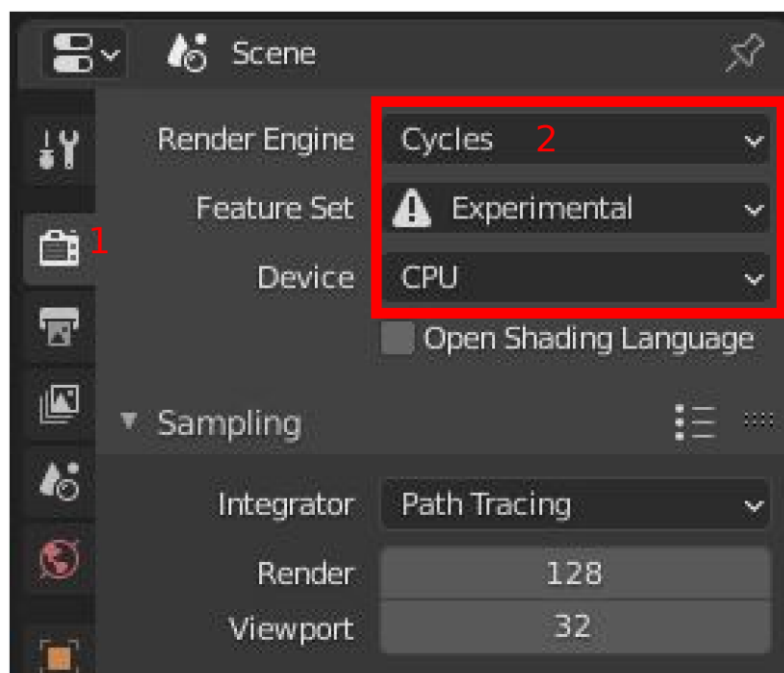 Scene
Render Engine Cycles 2
Feature Set Experimental
1
Device CPU
Open Shading Language
Sampling
Integrator Path Tracing
Render 128
Viewport 32